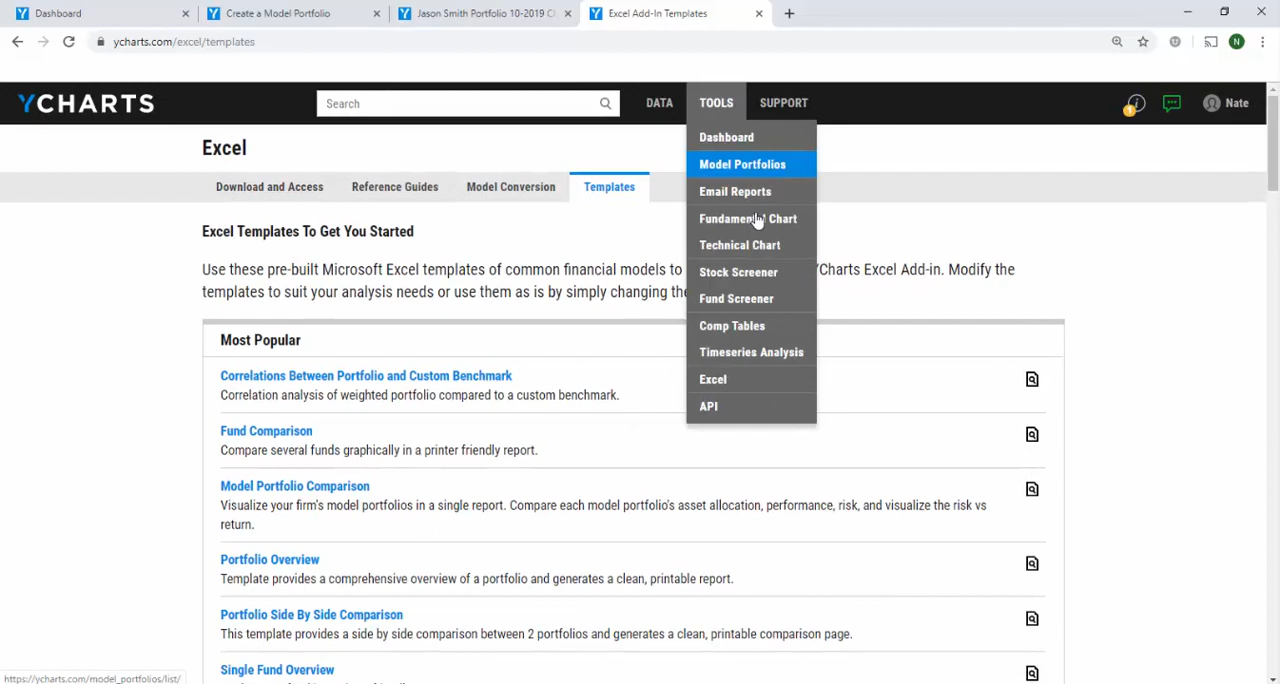 Dashboard
Create a Model Portfolio
Jason Smith Portfolio 10-2019 C
Excel Add-In Templates
ycharts.com/excel/templates
N
YCHARTS
Search
DATA
TOOLS
SUPPORT
Nate
Dashboard
Model Portfolios
Email Reports
Fundamental Chart
Technical Chart
Stock Screener
Fund Screener
Comp Tables
Timeseries Analysis
Excel
API
Excel
Download and Access
Reference Guides
Model Conversion
Templates
Excel Templates To Get You Started
Use these pre-built Microsoft Excel templates of common financial models to YCharts Excel Add-in. Modify the
templates to suit your analysis needs or use them as is by simply changing the
Most Popular
Correlations Between Portfolio and Custom Benchmark
Correlation analysis of weighted portfolio compared to a custom benchmark.
Fund Comparison
Compare several funds graphically in a printer friendly report.
Model Portfolio Comparison
Visualize your firm's model portfolios in a single report. Compare each model portfolio's asset allocation, performance, risk, and visualize the risk vs
return.
Portfolio Overview
Template provides a comprehensive overview of a portfolio and generates a clean, printable report.
Portfolio Side By Side Comparison
This template provides a side by side comparison between 2 portfolios and generates a clean, printable comparison page.
Single Fund Overview
https://ycharts.com/model_portfolios/list/